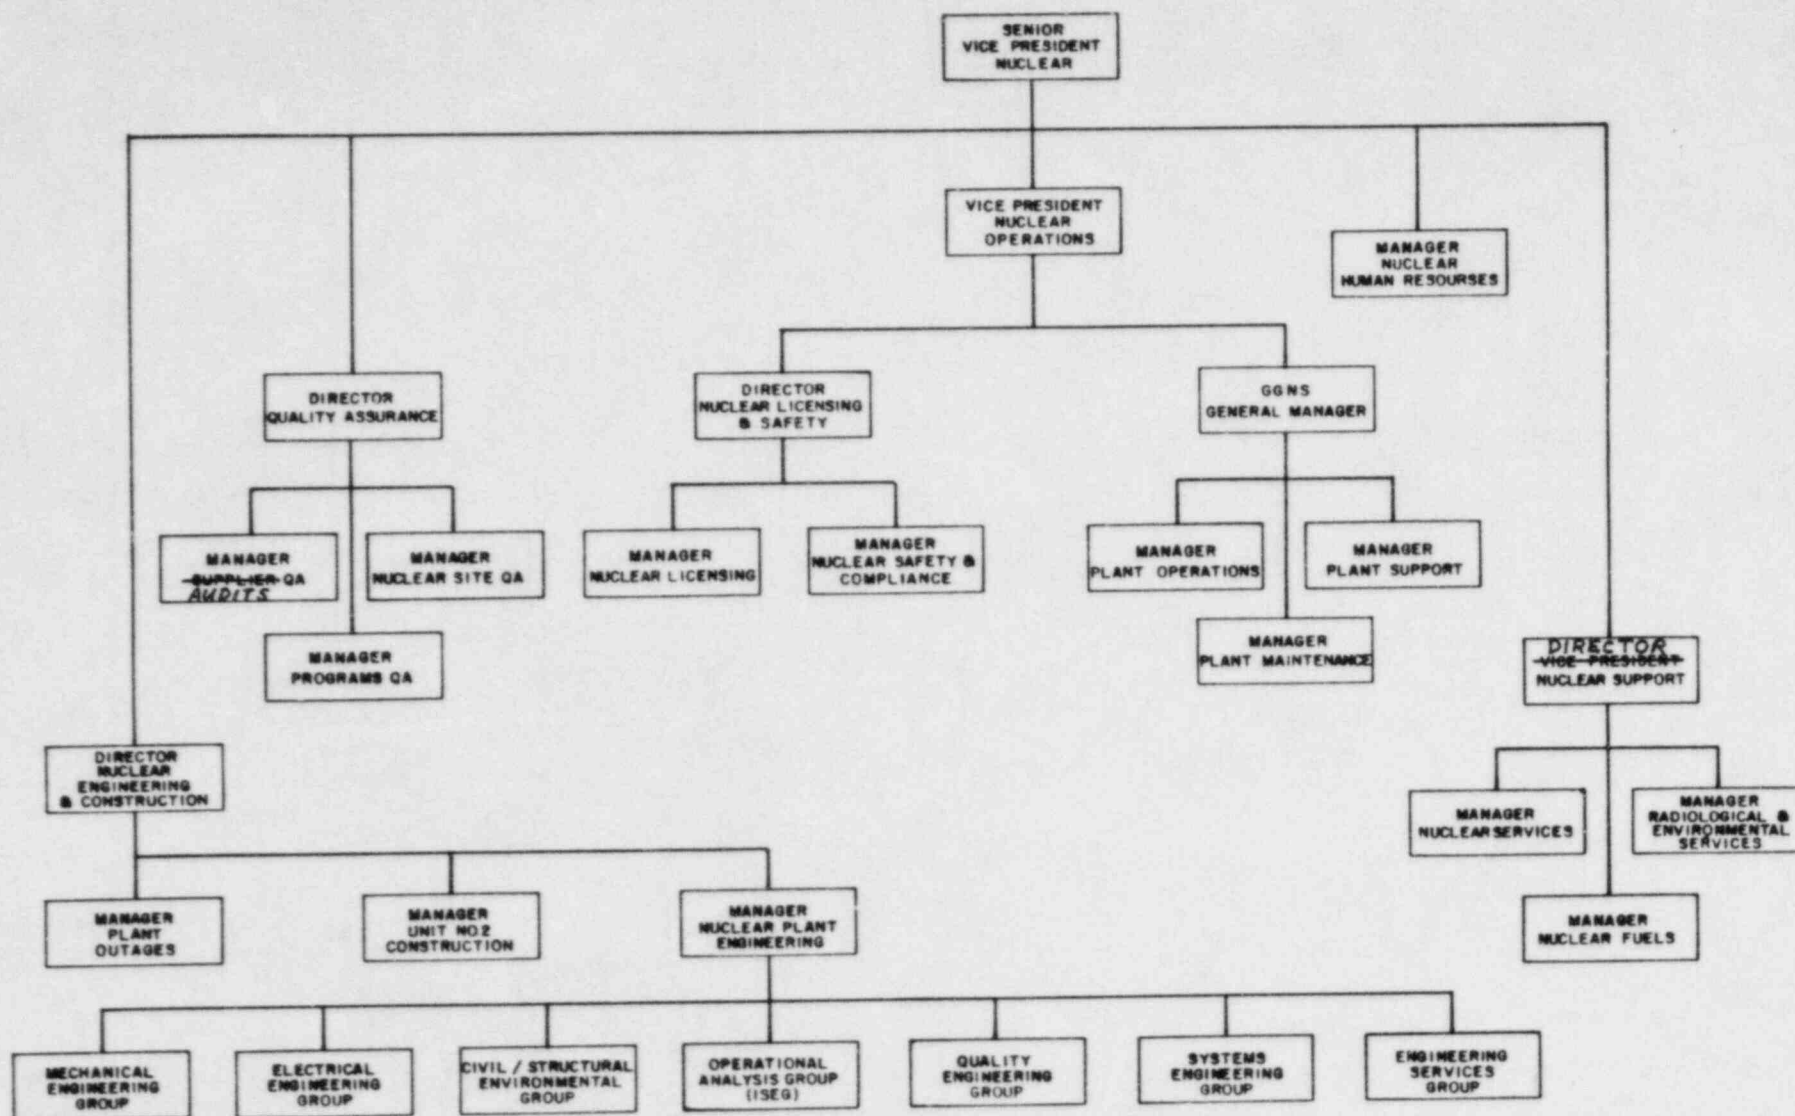 SENIOR
VICE PRESIDENT
NUCLEAR
VICE PRESIDENT
NUCLEAR
OPERATIONS
MANAGER
NUCLEAR
HUMAN RESOURSES
DIRECTOR
QUALITY ASSURANCE
DIRECTOR
NUCLEAR LICENSING
& SAFETY
GGNS
GENERAL MANAGER
MANAGER
SUPPLIER QA
AUDITS
MANAGER
NUCLEAR SITE QA
MANAGER
PROGRAMS QA
MANAGER
NUCLEAR LICENSING
MANAGER
NUCLEAR SAFETY &
COMPLIANCE
MANAGER
PLANT OPERATIONS
MANAGER
PLANT SUPPORT
MANAGER
PLANT MAINTENANCE
DIRECTOR
VICE PRESIDENT
NUCLEAR SUPPORT
DIRECTOR
NUCLEAR
ENGINEERING
& CONSTRUCTION
MANAGER
NUCLEAR SERVICES
MANAGER
RADIOLOGICAL &
ENVIRONMENTAL
SERVICES
MANAGER
NUCLEAR FUELS
MANAGER
PLANT
OUTAGES
MANAGER
UNIT NO.2
CONSTRUCTION
MANAGER
NUCLEAR PLANT
ENGINEERING
MECHANICAL
ENGINEERING
GROUP
ELECTRICAL
ENGINEERING
GROUP
CIVIL / STRUCTURAL
ENVIRONMENTAL
GROUP
OPERATIONAL
ANALYSIS GROUP
(ISEG)
QUALITY
ENGINEERING
GROUP
SYSTEMS
ENGINEERING
GROUP
ENGINEERING
SERVICES
GROUP